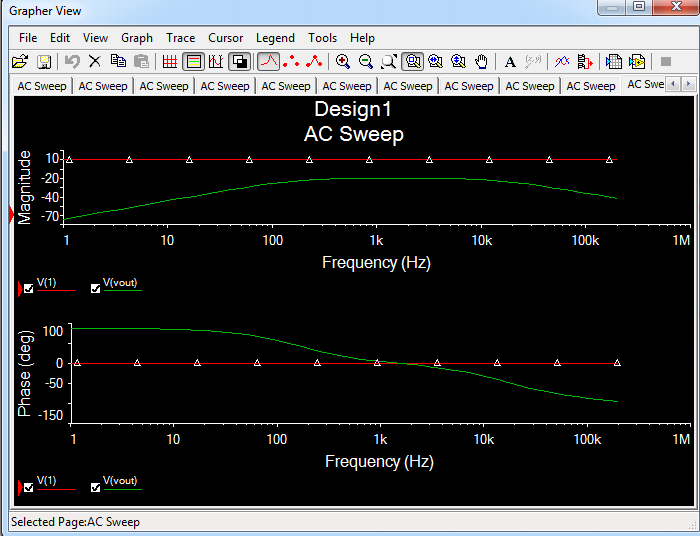 Grapher View
File Edit View Graph Trace Cursor Legend Tools Help
A (x,y)
AC Sweep AC Sweep AC Sweep AC Sweep AC Sweep AC Sweep AC Sweep AC Sweep AC Sweep AC Sweep AC Swe
Design1
AC Sweep
Magnitude
10
-20
-40
-70
1 10 100 1k 10k 100k 1M
Frequency (Hz)
V(1) V(vout)
Phase (deg)
100
0
-50
-150
1 10 100 1k 10k 100k 1M
Frequency (Hz)
V(1) V(vout)
Selected Page:AC Sweep